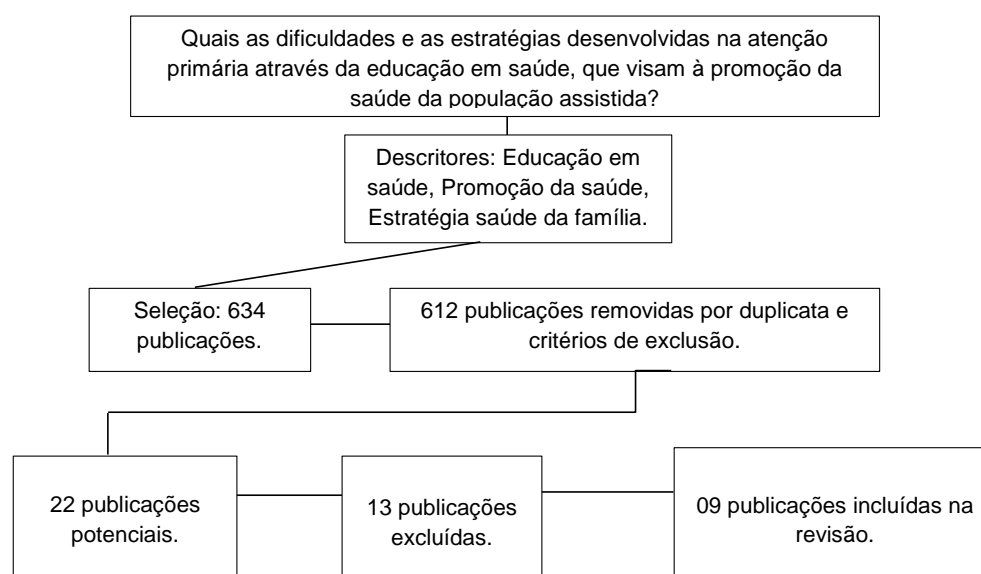 Quais as dificuldades e as estratégias desenvolvidas na atenção
primária através da educação em saúde, que visam à promoção da
saúde da população assistida?
Descritores: Educação em
saúde, Promoção da saúde,
Estratégia saúde da família.
Seleção: 634
publicações.
612 publicações removidas por duplicata e
critérios de exclusão.
22 publicações
potenciais.
13 publicações
excluídas.
09 publicações incluídas na
revisão.